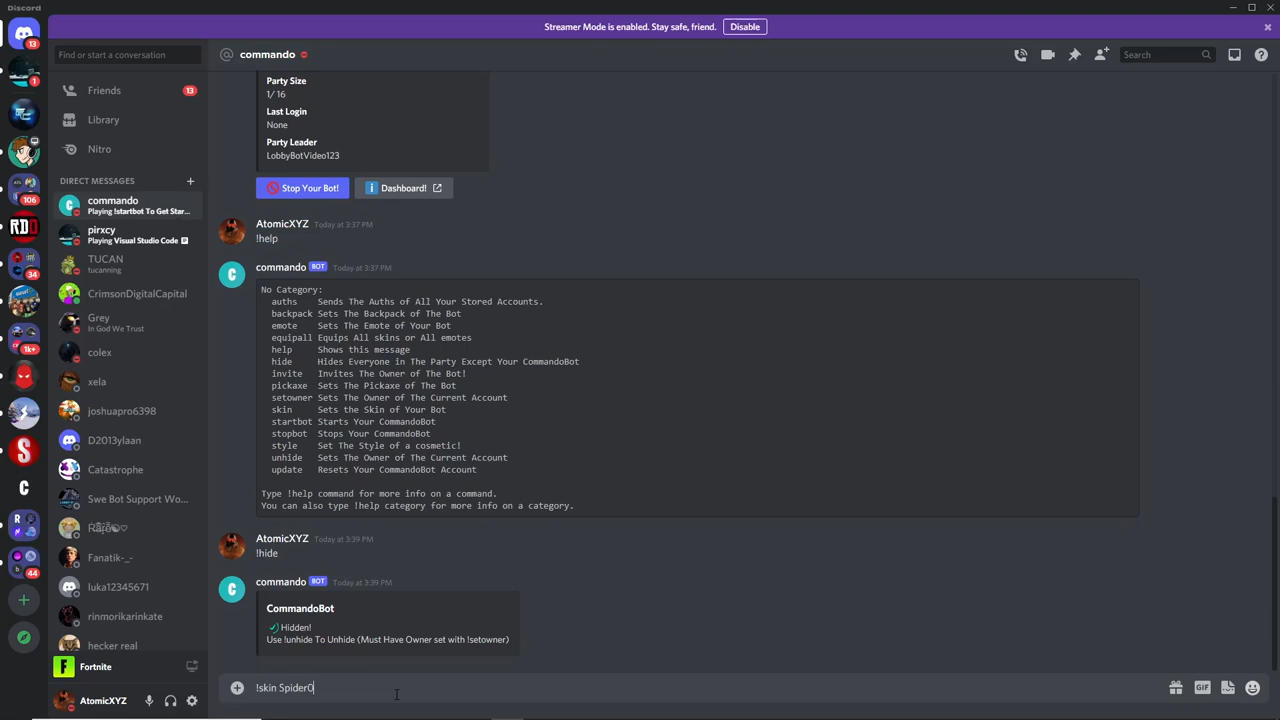 Discord
Streamer Mode is enabled. Stay safe, friend.
Disable
13
1
106
RDO
34
1k+
S
C
44
Find or start a conversation
Friends
13
Library
Nitro
DIRECT MESSAGES
commando
Playing !startbot To Get Star...
pirxcy
Playing Visual Studio Code
TUCAN
tucanning
CrimsonDigitalCapital
Grey
In God We Trust
colex
xela
joshuapro6398
D2013ylaan
Catastrophe
Swe Bot Support Wo...
Fanatik-_-
luka12345671
rinmorikarinkate
hecker real
F
Fortnite
AtomicXYZ
@ commando
Search
Party Size
1/ 16
Last Login
None
Party Leader
LobbyBotVideo123
Stop Your Bot!
Dashboard!
AtomicXYZ Today at 3:37 PM
!help
commando BOT Today at 3:37 PM
No Category:
auths Sends The Auths of All Your Stored Accounts.
backpack Sets The Backpack of The Bot
emote Sets The Emote of Your Bot
equipall Equips All skins or All emotes
help Shows this message
hide Hides Everyone in The Party Except Your CommandoBot
invite Invites The Owner of The Bot!
pickaxe Sets The Pickaxe of The Bot
setowner Sets The Owner of The Current Account
skin Sets the Skin of Your Bot
startbot Starts Your CommandoBot
stopbot Stops Your CommandoBot
style Set The Style of a cosmetic!
unhide Sets The Owner of The Current Account
update Resets Your CommandoBot Account
Type !help command for more info on a command.
You can also type !help category for more info on a category.
AtomicXYZ Today at 3:39 PM
!hide
commando BOT Today at 3:39 PM
CommandoBot
Hidden!
Use !unhide To Unhide (Must Have Owner set with !setowner)
!skin Spider0
GIF